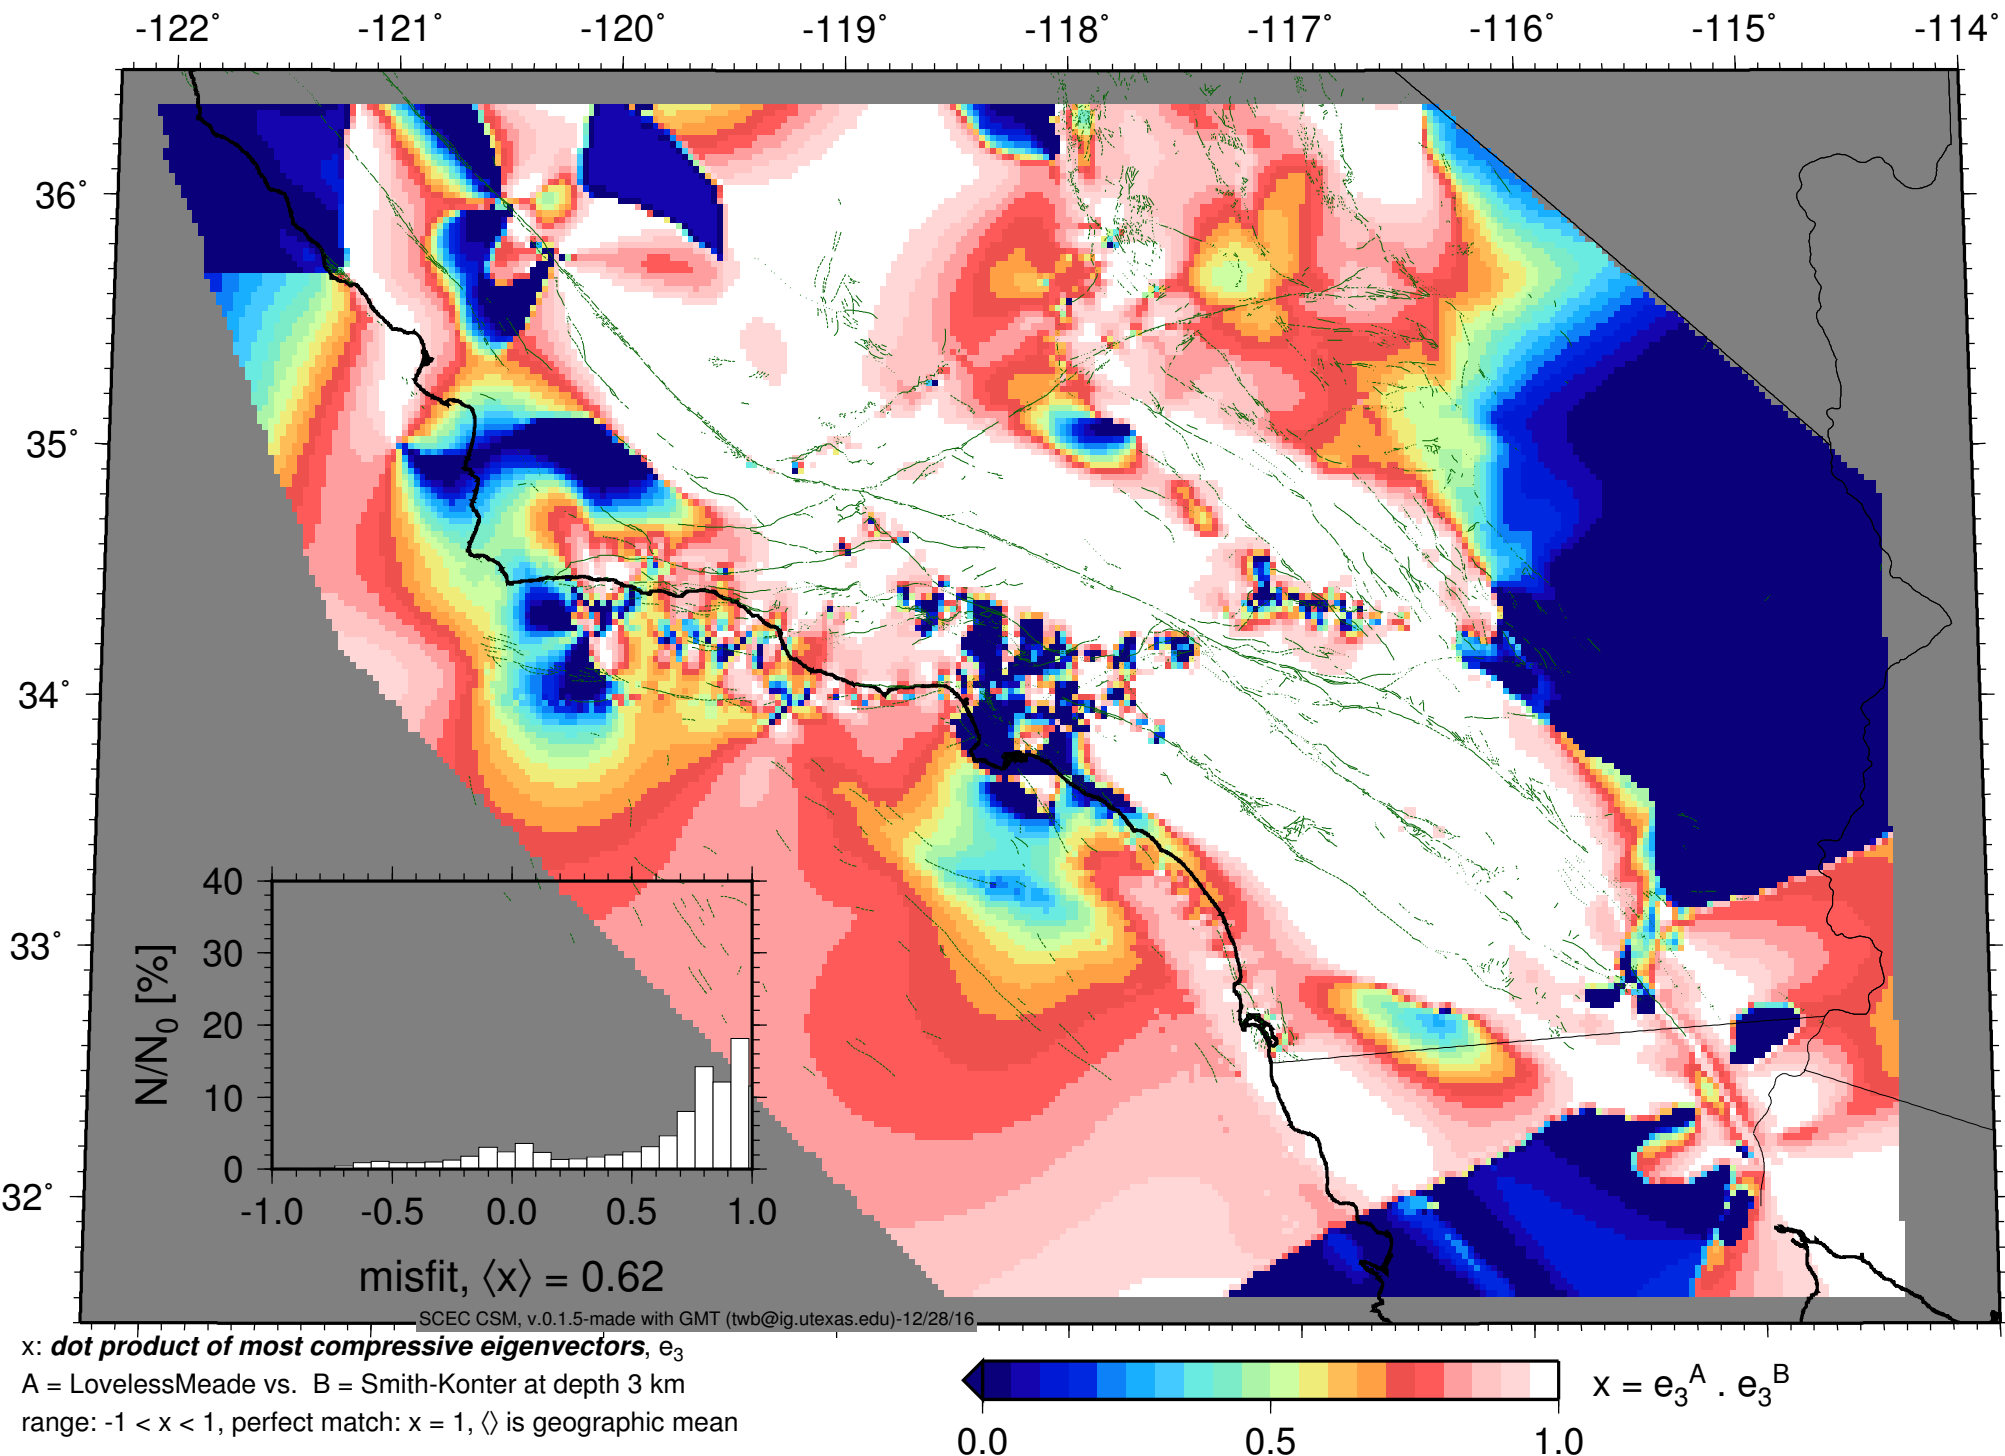 -122˚ -121˚ -120˚ -119˚ -118˚ -117˚ -116˚ -115˚ -114˚
36˚
35˚
34˚
33˚
32˚
40
30
20
10
0
N/N0 [%]
-1.0 -0.5 0.0 0.5 1.0
misfit, ⟨x⟩ = 0.62
SCEC CSM, v.0.1.5-made with GMT (twb@ig.utexas.edu)-12/28/16
x: dot product of most compressive eigenvectors, e3
A = LovelessMeade vs. B = Smith-Konter at depth 3 km
range: -1 < x < 1, perfect match: x = 1, ⟨⟩ is geographic mean
x = e3^A . e3^B
0.0 0.5 1.0